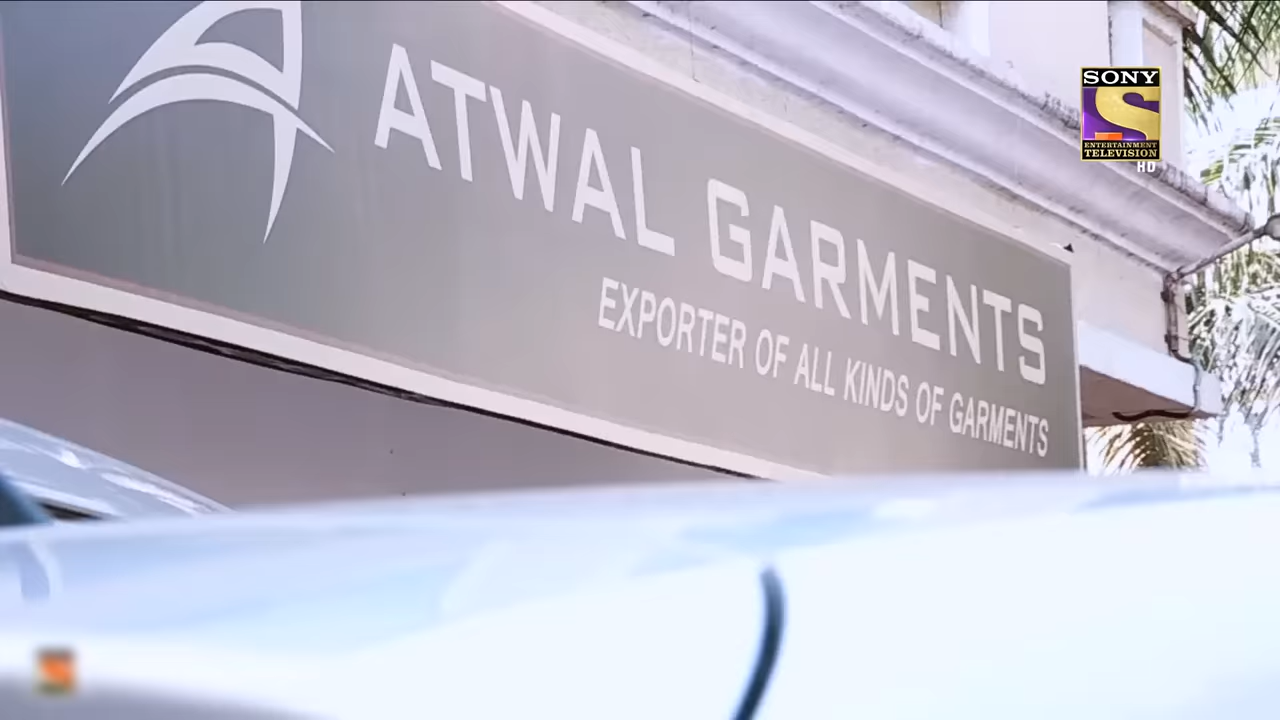 ATWAL GARMENTS
EXPORTER OF ALL KINDS OF GARMENTS
SONY
S
ENTERTAINMENT
TELEVISION
HD